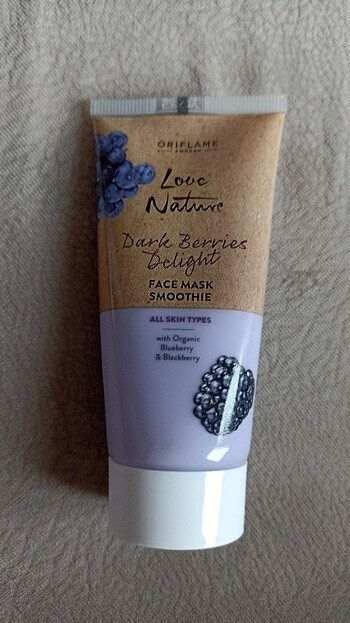 ORIFLAME
SWEDEN
Love
Nature
Dark Berries
Delight
FACE MASK
SMOOTHIE
ALL SKIN TYPES
with Organic
Blueberry
& Blackberry